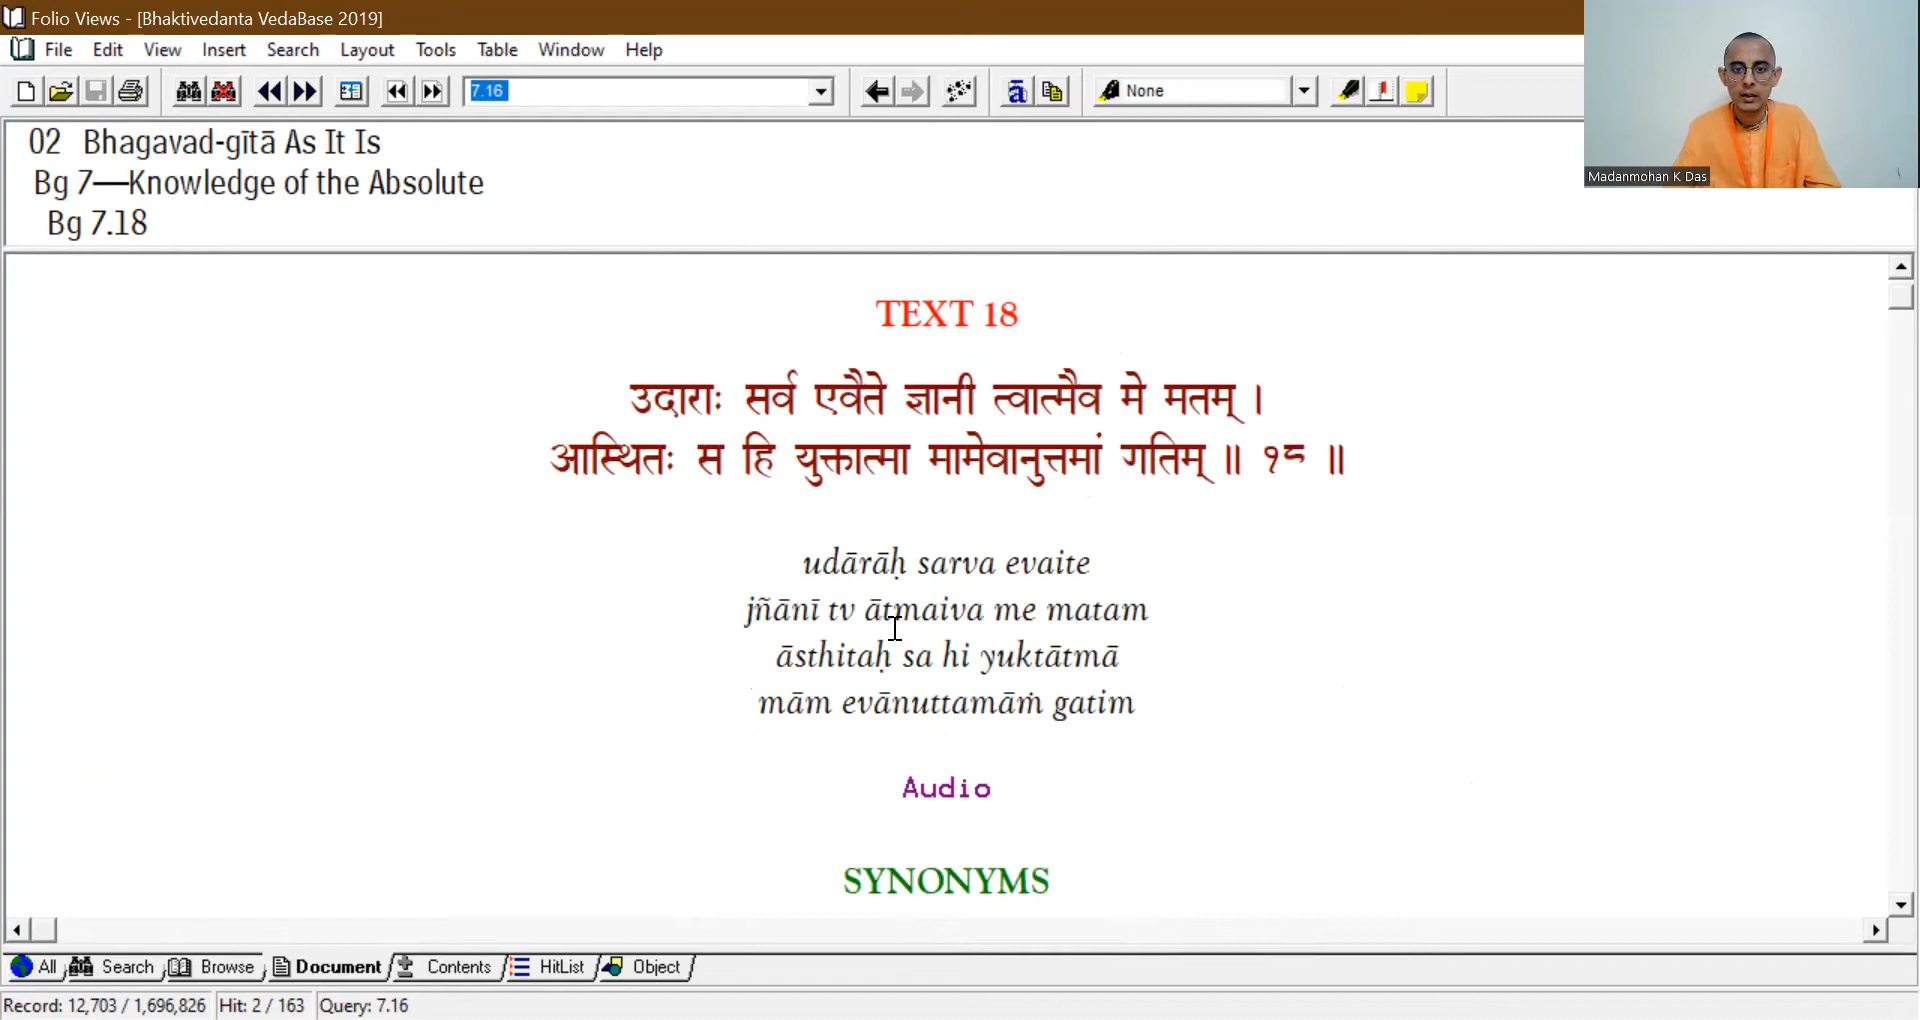 Folio Views - [Bhaktivedanta VedaBase 2019]
File Edit View Insert Search Layout Tools Table Window Help
7.16 ā None
02 Bhagavad-gītā As It Is
Bg 7—Knowledge of the Absolute
Bg 7.18
Madanmohan K Das
TEXT 18
उदाराः सर्व एवैते ज्ञानी त्वात्मैव मे मतम् ।
आस्थितः स हि युक्तात्मा मामेवानुत्तमां गतिम् ॥ १८ ॥
udārāḥ sarva evaite
jñānī tv ātmaiva me matam
āsthitaḥ sa hi yuktātmā
mām evānuttamāṁ gatim
Audio
SYNONYMS
All Search Browse Document Contents HitList Object
Record: 12,703 / 1,696,826 Hit: 2 / 163 Query: 7.16